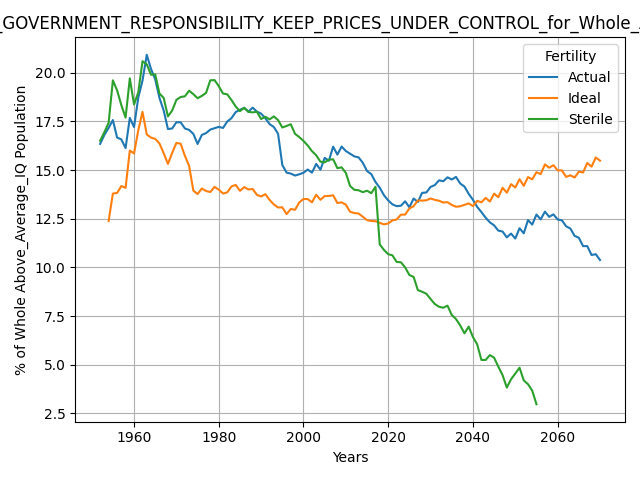 _GOVERNMENT_RESPONSIBILITY_KEEP_PRICES_UNDER_CONTROL_for_Whole_
Fertility
Actual
Ideal
Sterile
% of Whole Above_Average_IQ Population
20.0
17.5
15.0
12.5
10.0
7.5
5.0
2.5
1960 1980 2000 2020 2040 2060
Years